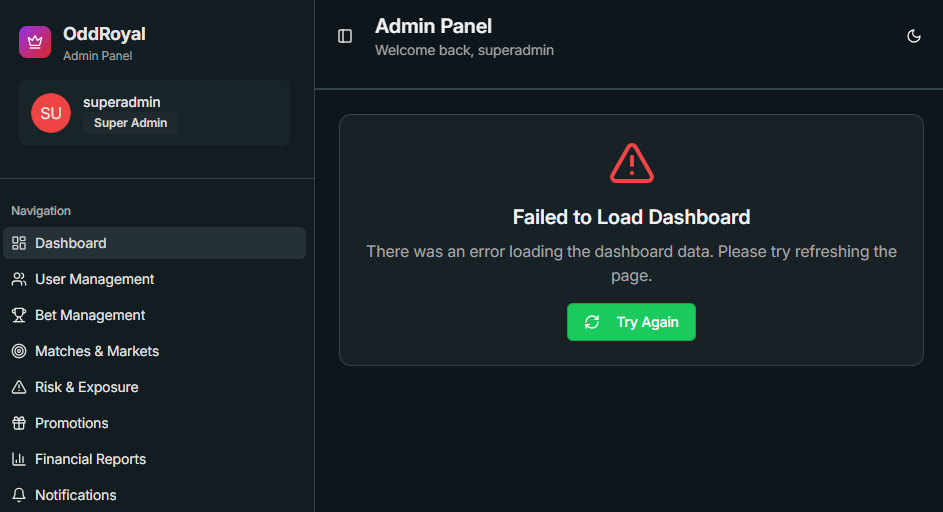 OddRoyal
Admin Panel
SU
superadmin
Super Admin
Navigation
Dashboard
User Management
Bet Management
Matches & Markets
Risk & Exposure
Promotions
Financial Reports
Notifications
Admin Panel
Welcome back, superadmin
Failed to Load Dashboard
There was an error loading the dashboard data. Please try refreshing the
page.
Try Again